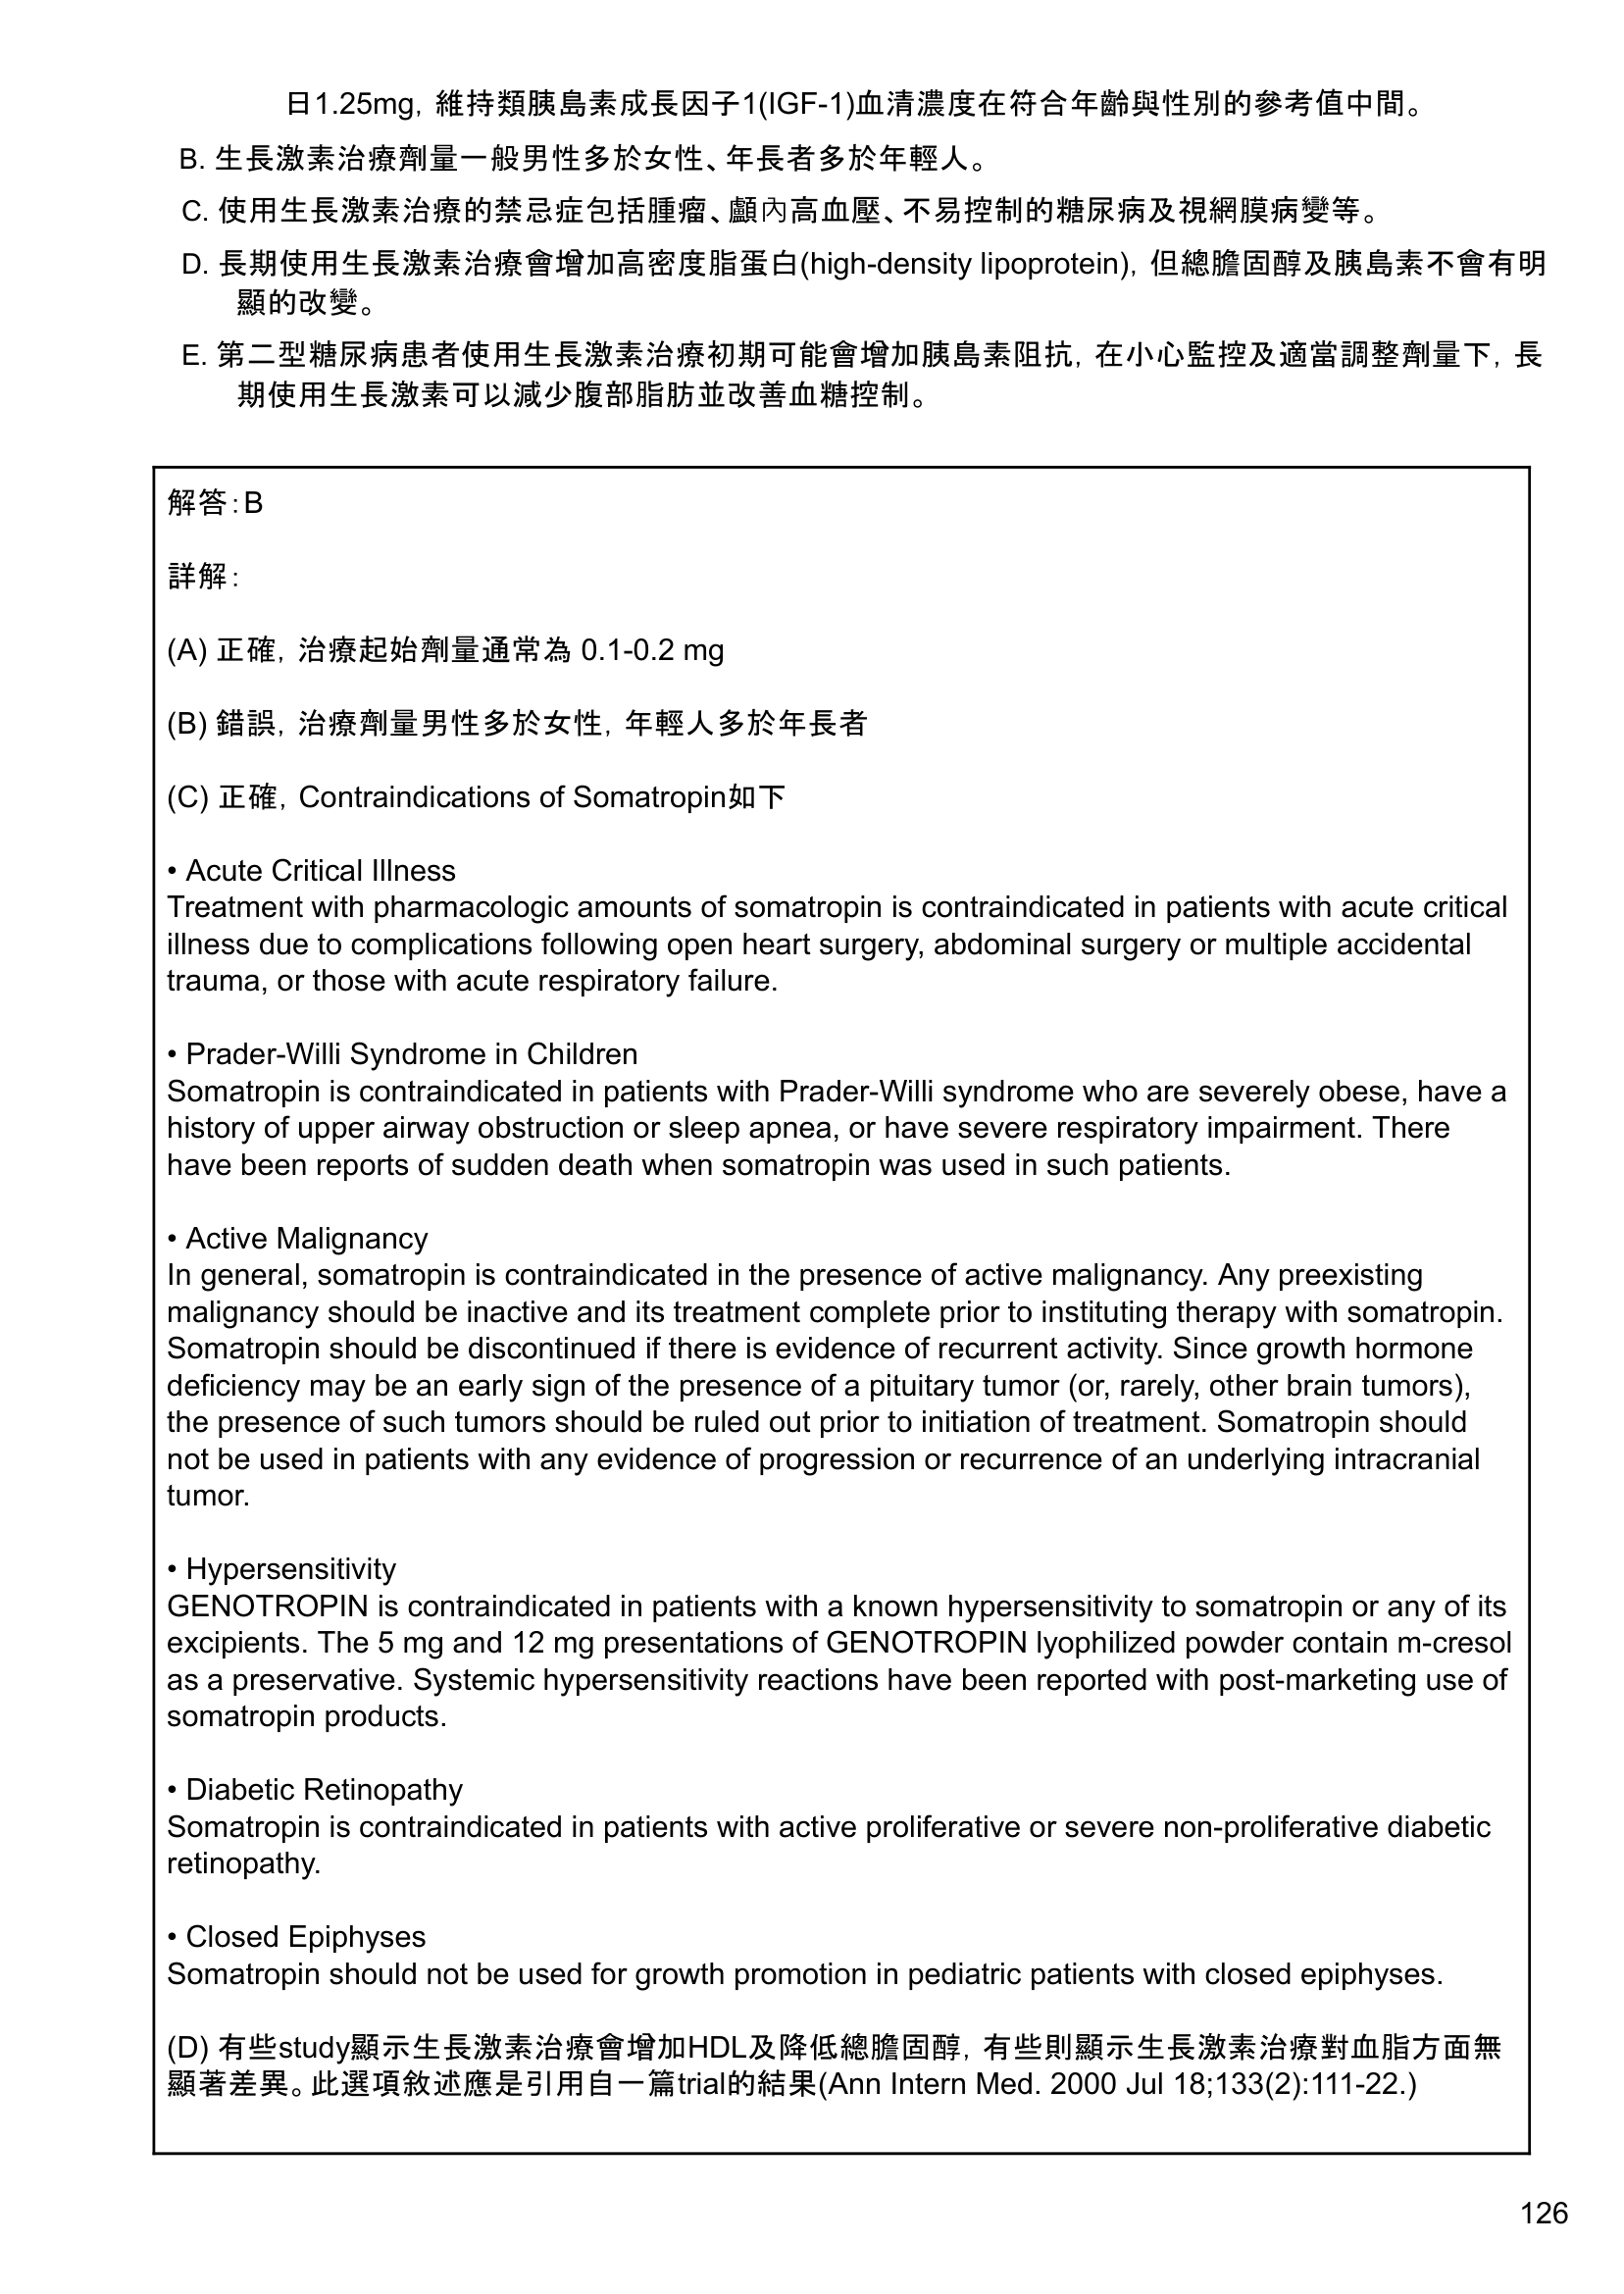 日1.25mg，維持類胰島素成長因子1(IGF-1)血清濃度在符合年齡與性別的參考值中間。
B. 生長激素治療劑量一般男性多於女性、年長者多於年輕人。
C. 使用生長激素治療的禁忌症包括腫瘤、顱內高血壓、不易控制的糖尿病及視網膜病變等。
D. 長期使用生長激素治療會增加高密度脂蛋白(high-density lipoprotein)，但總膽固醇及胰島素不會有明
顯的改變。
E. 第二型糖尿病患者使用生長激素治療初期可能會增加胰島素阻抗，在小心監控及適當調整劑量下，長
期使用生長激素可以減少腹部脂肪並改善血糖控制。
解答：B
詳解：
(A) 正確，治療起始劑量通常為 0.1-0.2 mg
(B) 錯誤，治療劑量男性多於女性，年輕人多於年長者
(C) 正確，Contraindications of Somatropin如下
• Acute Critical Illness
Treatment with pharmacologic amounts of somatropin is contraindicated in patients with acute critical
illness due to complications following open heart surgery, abdominal surgery or multiple accidental
trauma, or those with acute respiratory failure.
• Prader-Willi Syndrome in Children
Somatropin is contraindicated in patients with Prader-Willi syndrome who are severely obese, have a
history of upper airway obstruction or sleep apnea, or have severe respiratory impairment. There
have been reports of sudden death when somatropin was used in such patients.
• Active Malignancy
In general, somatropin is contraindicated in the presence of active malignancy. Any preexisting
malignancy should be inactive and its treatment complete prior to instituting therapy with somatropin.
Somatropin should be discontinued if there is evidence of recurrent activity. Since growth hormone
deficiency may be an early sign of the presence of a pituitary tumor (or, rarely, other brain tumors),
the presence of such tumors should be ruled out prior to initiation of treatment. Somatropin should
not be used in patients with any evidence of progression or recurrence of an underlying intracranial
tumor.
• Hypersensitivity
GENOTROPIN is contraindicated in patients with a known hypersensitivity to somatropin or any of its
excipients. The 5 mg and 12 mg presentations of GENOTROPIN lyophilized powder contain m-cresol
as a preservative. Systemic hypersensitivity reactions have been reported with post-marketing use of
somatropin products.
• Diabetic Retinopathy
Somatropin is contraindicated in patients with active proliferative or severe non-proliferative diabetic
retinopathy.
• Closed Epiphyses
Somatropin should not be used for growth promotion in pediatric patients with closed epiphyses.
(D) 有些study顯示生長激素治療會增加HDL及降低總膽固醇，有些則顯示生長激素治療對血脂方面無
顯著差異。此選項敘述應是引用自一篇trial的結果(Ann Intern Med. 2000 Jul 18;133(2):111-22.)
126